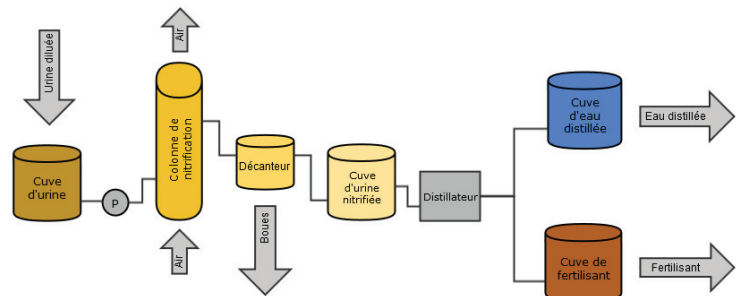 Urine diluée
Cuve
d'urine
P
Air
Colonne de
nitrification
Air
Décanteur
Boues
Cuve
d'urine
nitrifiée
Distillateur
Cuve
d'eau
distillée
Eau distillée
Cuve de
fertilisant
Fertilisant